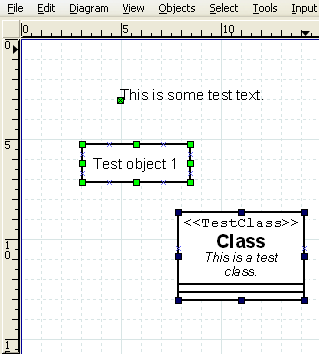 File Edit Diagram View Objects Select Tools Input
0 5 10
0
This is some test text.
5
Test object 1
<<TestClass>>
Class
This is a test
class.
10
1